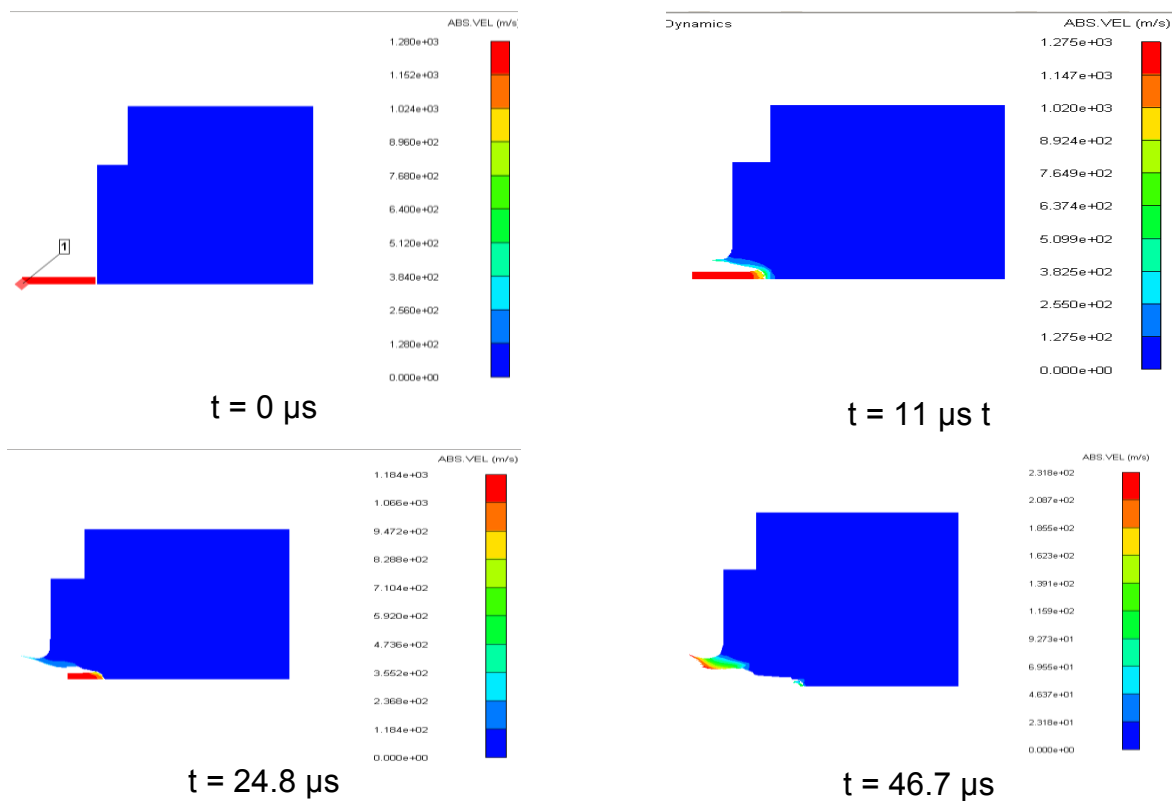 ABS.VEL (m/s)
1.280e+03
1.152e+03
1.024e+03
8.960e+02
7.680e+02
6.400e+02
5.120e+02
3.840e+02
2.560e+02
1.280e+02
0.000e+00
1
t = 0 µs
Dynamics
ABS.VEL (m/s)
1.275e+03
1.147e+03
1.020e+03
8.924e+02
7.649e+02
6.374e+02
5.099e+02
3.825e+02
2.550e+02
1.275e+02
0.000e+00
t = 11 µs t
ABS.VEL (m/s)
1.184e+03
1.066e+03
9.472e+02
8.288e+02
7.104e+02
5.920e+02
4.736e+02
3.552e+02
2.368e+02
1.184e+02
0.000e+00
t = 24.8 µs
ABS.VEL (m/s)
2.318e+02
2.087e+02
1.855e+02
1.623e+02
1.391e+02
1.159e+02
9.273e+01
6.955e+01
4.637e+01
2.318e+01
0.000e+00
t = 46.7 µs